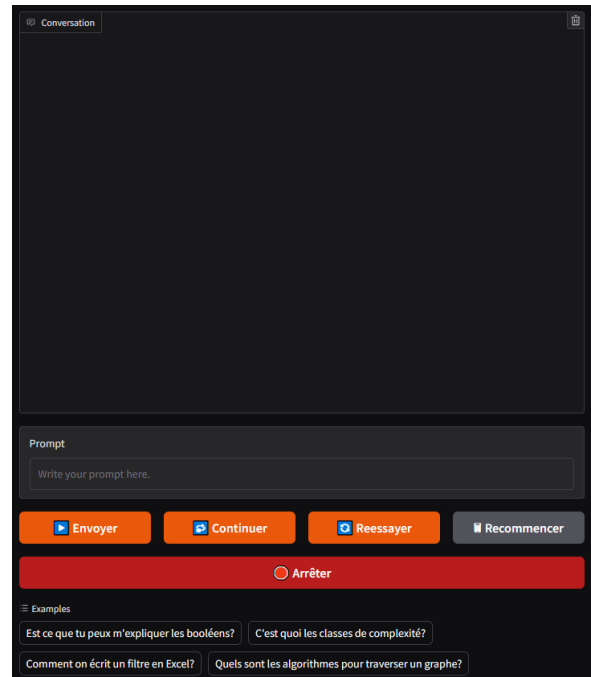 Conversation
Prompt
Write your prompt here.
Envoyer
Continuer
Reessayer
Recommencer
Arrêter
Examples
Est ce que tu peux m'expliquer les booléens?
C'est quoi les classes de complexité?
Comment on écrit un filtre en Excel?
Quels sont les algorithmes pour traverser un graphe?